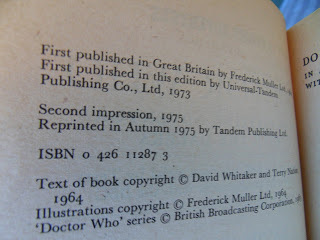 First published in Great Britain by Frederick Muller Ltd,
First published in this edition by Universal-Tandem
Publishing Co., Ltd, 1973
Second impression, 1975
Reprinted in Autumn 1975 by Tandem Publishing Ltd.
ISBN 0 426 11287 3
Text of book copyright © David Whitaker and Terry
1964
Illustrations copyright © Frederick Muller Ltd, 1964
'Doctor Who' series © British Broadcasting Corporation,
DO
IN
WIT